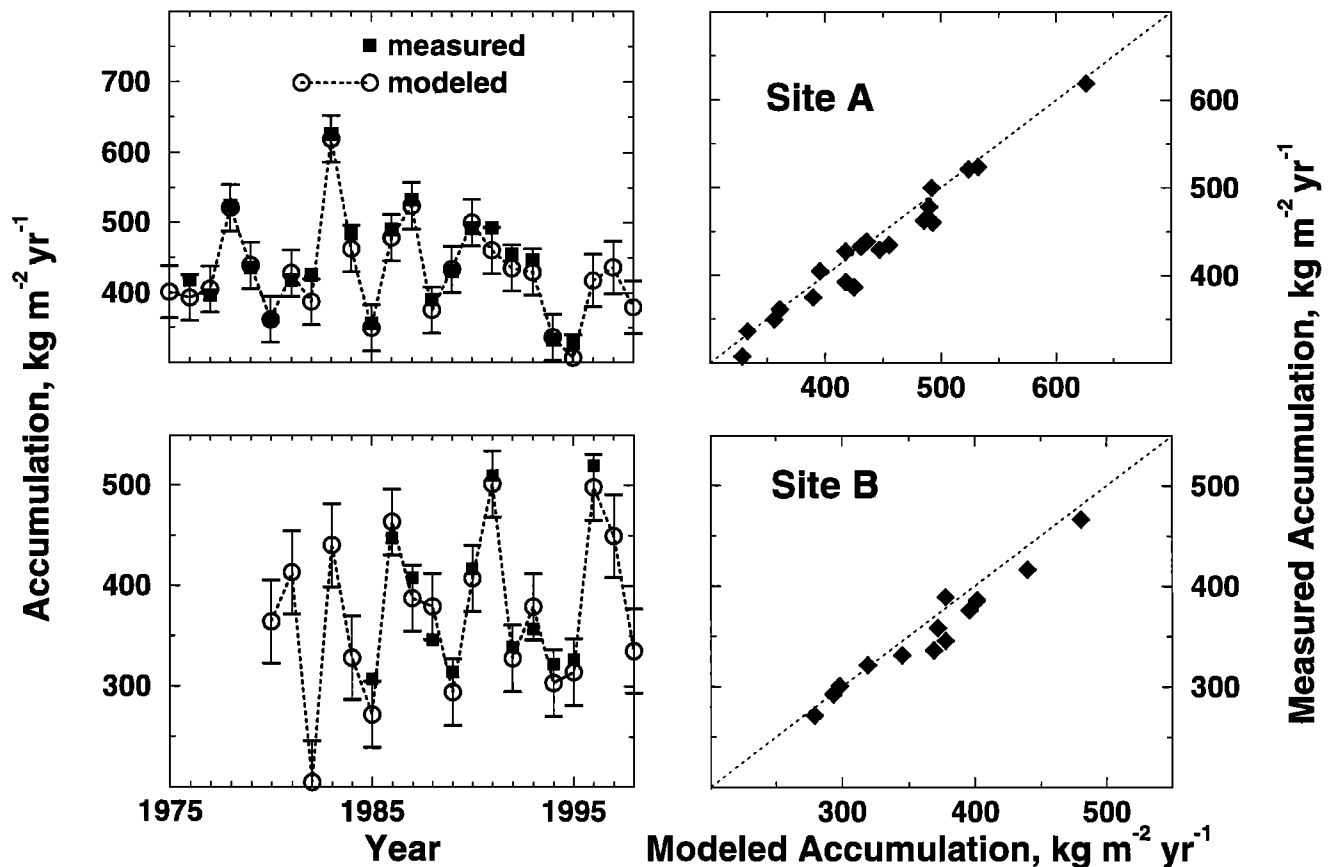 measured
modeled
700
600
500
400
Accumulation, kg m⁻² yr⁻¹
500
400
300
1975
1985
1995
Year
Site A
600
500
400
400
500
600
Site B
500
400
300
300
400
500
Modeled Accumulation, kg m⁻² yr⁻¹
Measured Accumulation, kg m⁻² yr⁻¹